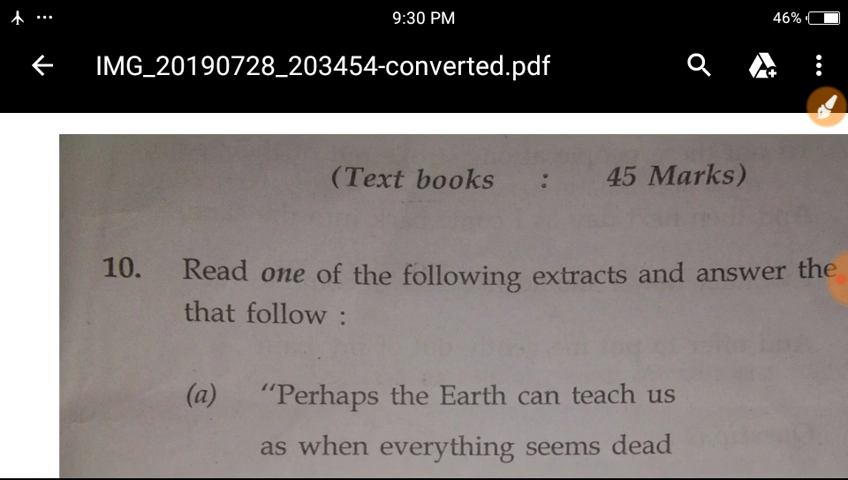 9:30 PM
46%
IMG_20190728_203454-converted.pdf
(Text books : 45 Marks)
10. Read one of the following extracts and answer the
that follow :
(a) "Perhaps the Earth can teach us
as when everything seems dead